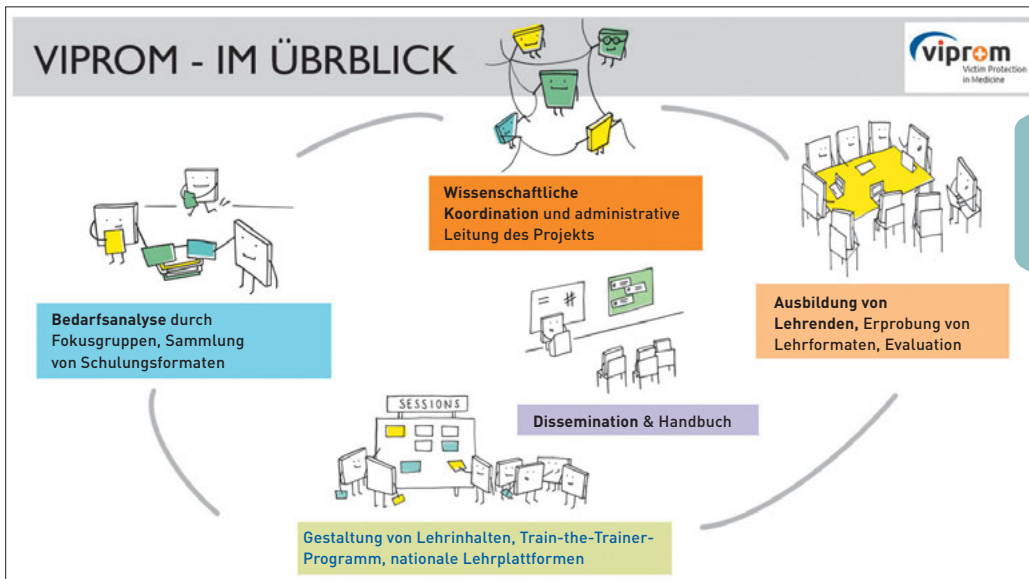 VIPROM - IM ÜBRBLICK
viprom
Victim Protection
in Medicine
Wissenschaftliche
Koordination und administrative
Leitung des Projekts
Bedarfsanalyse durch
Fokusgruppen, Sammlung
von Schulungsformaten
Ausbildung von
Lehrenden, Erprobung von
Lehrformaten, Evaluation
Dissemination & Handbuch
SESSIONS
Gestaltung von Lehrinhalten, Train-the-Trainer-
Programm, nationale Lehrplattformen